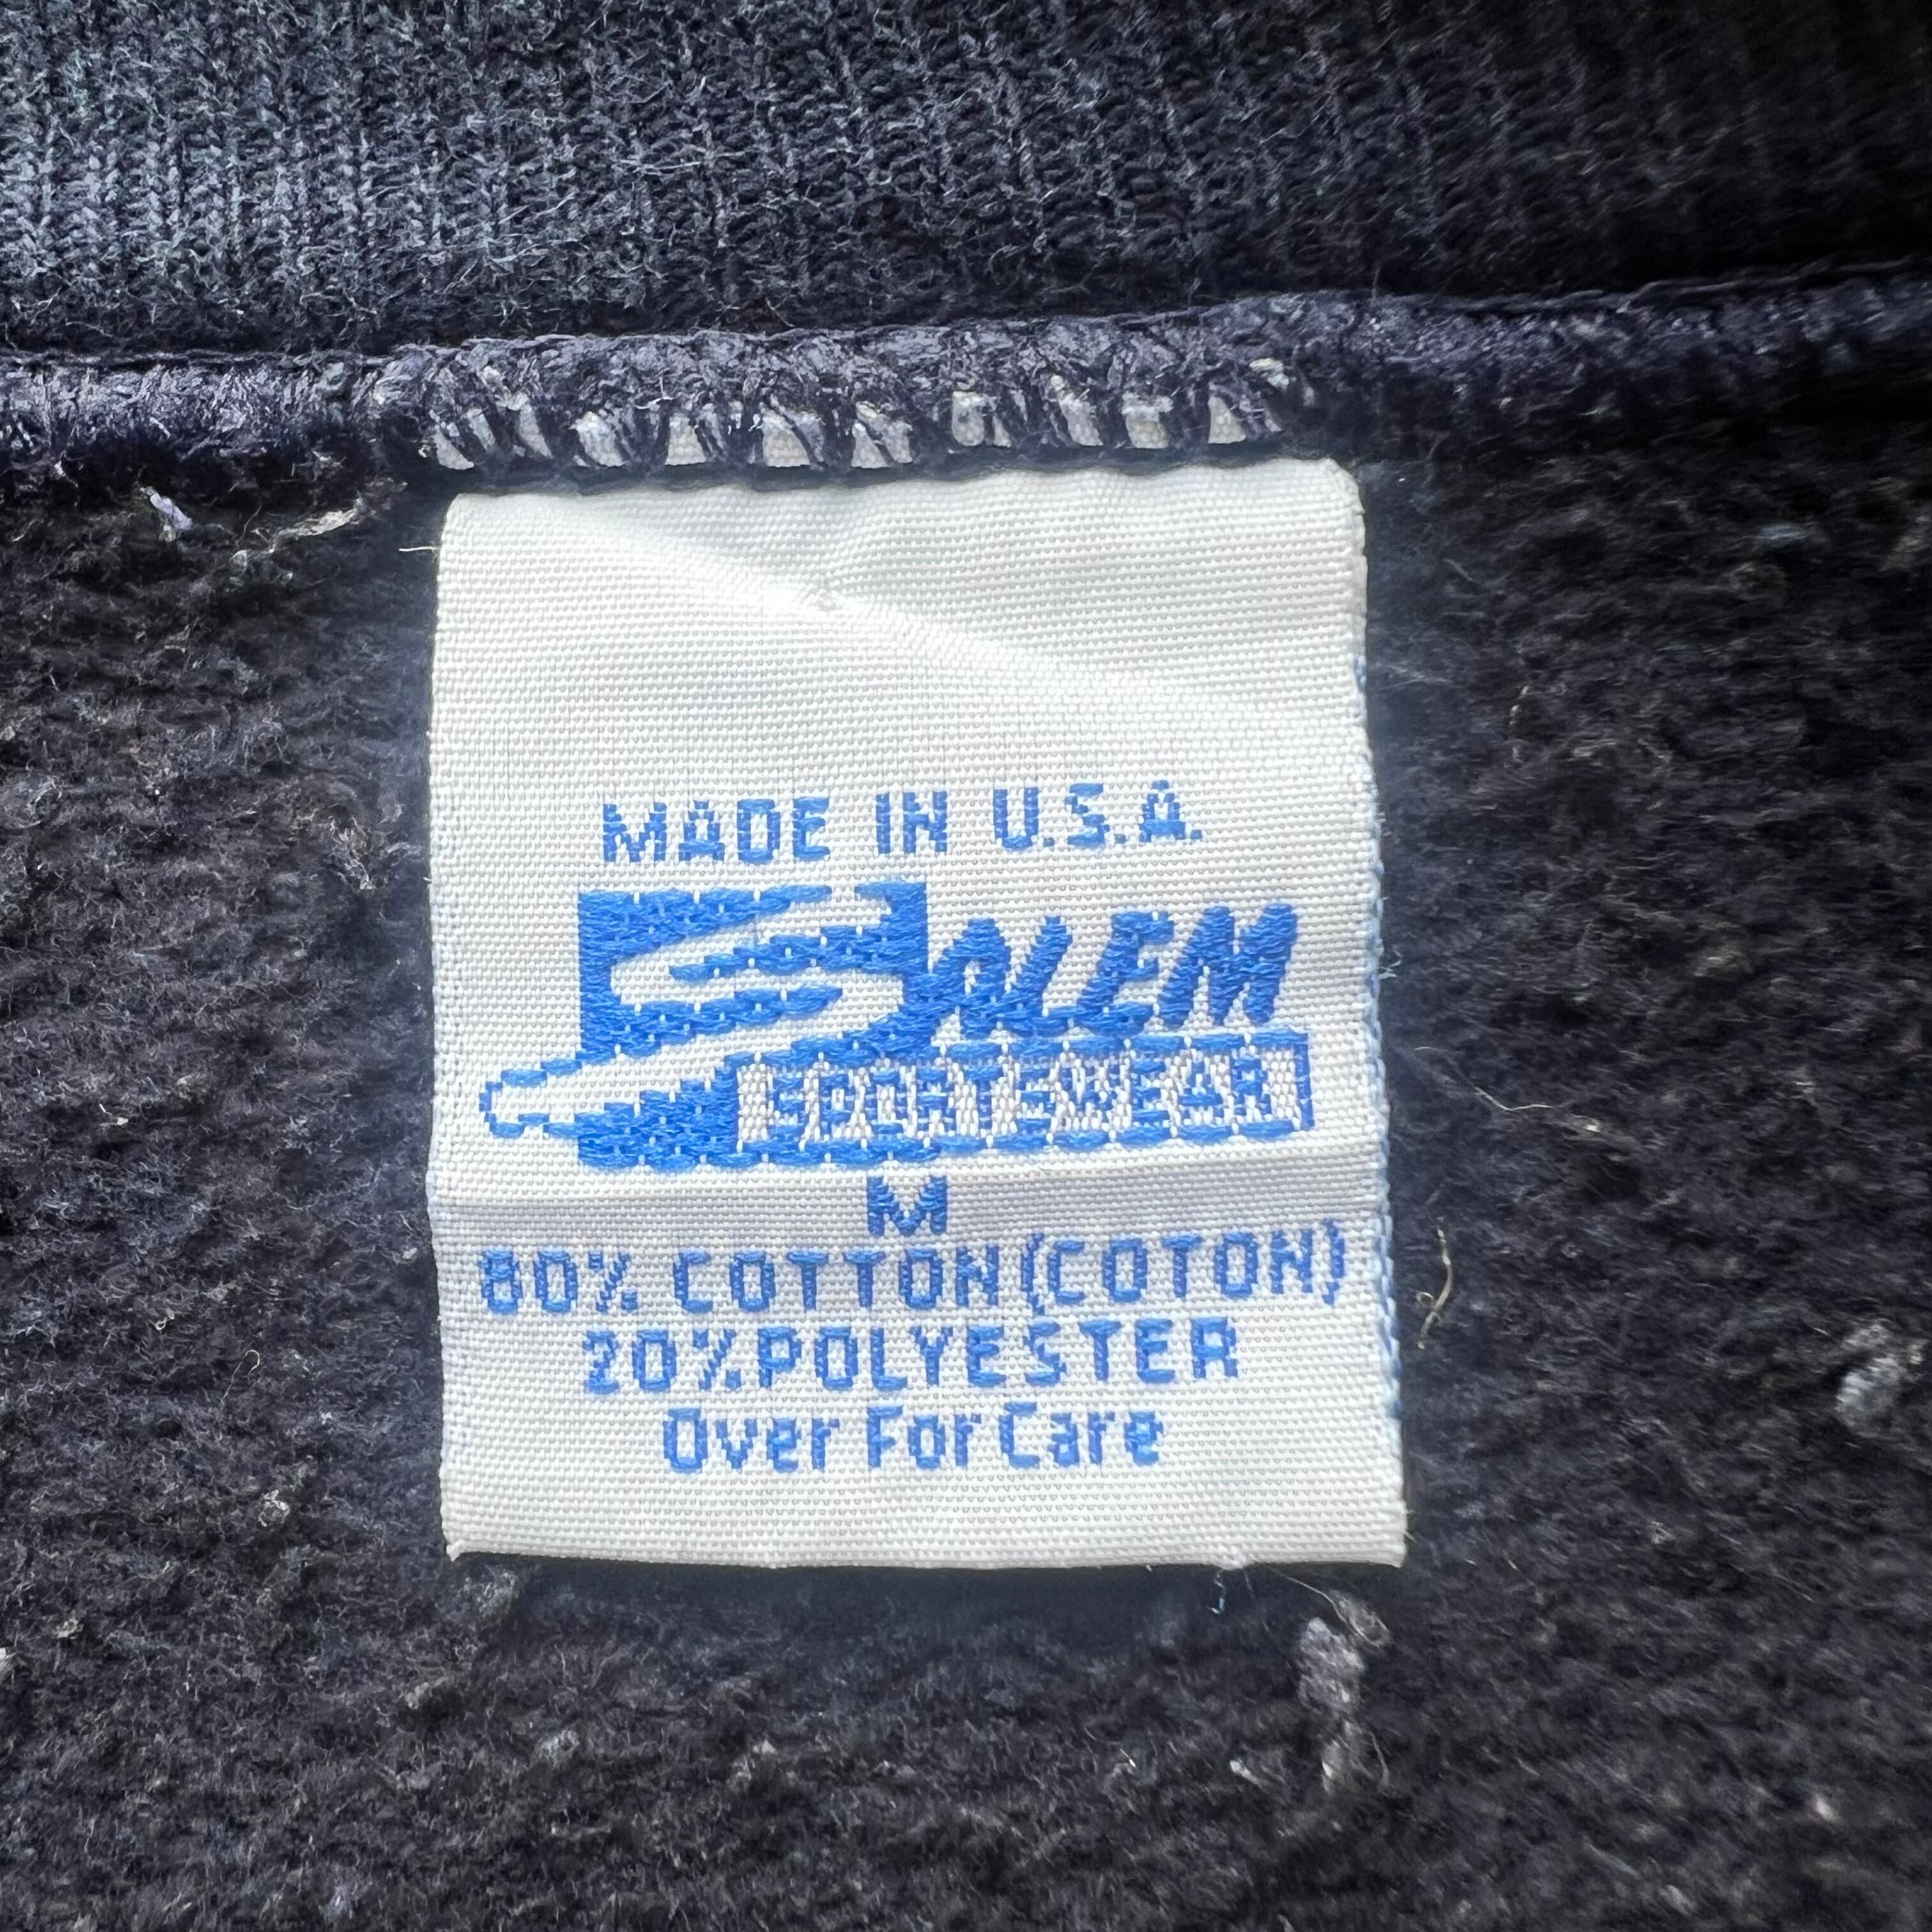 MADE IN U.S.A.
SALEM
SPORTSWEAR
M
80% COTTON (COTON)
20% POLYESTER
Over For Care